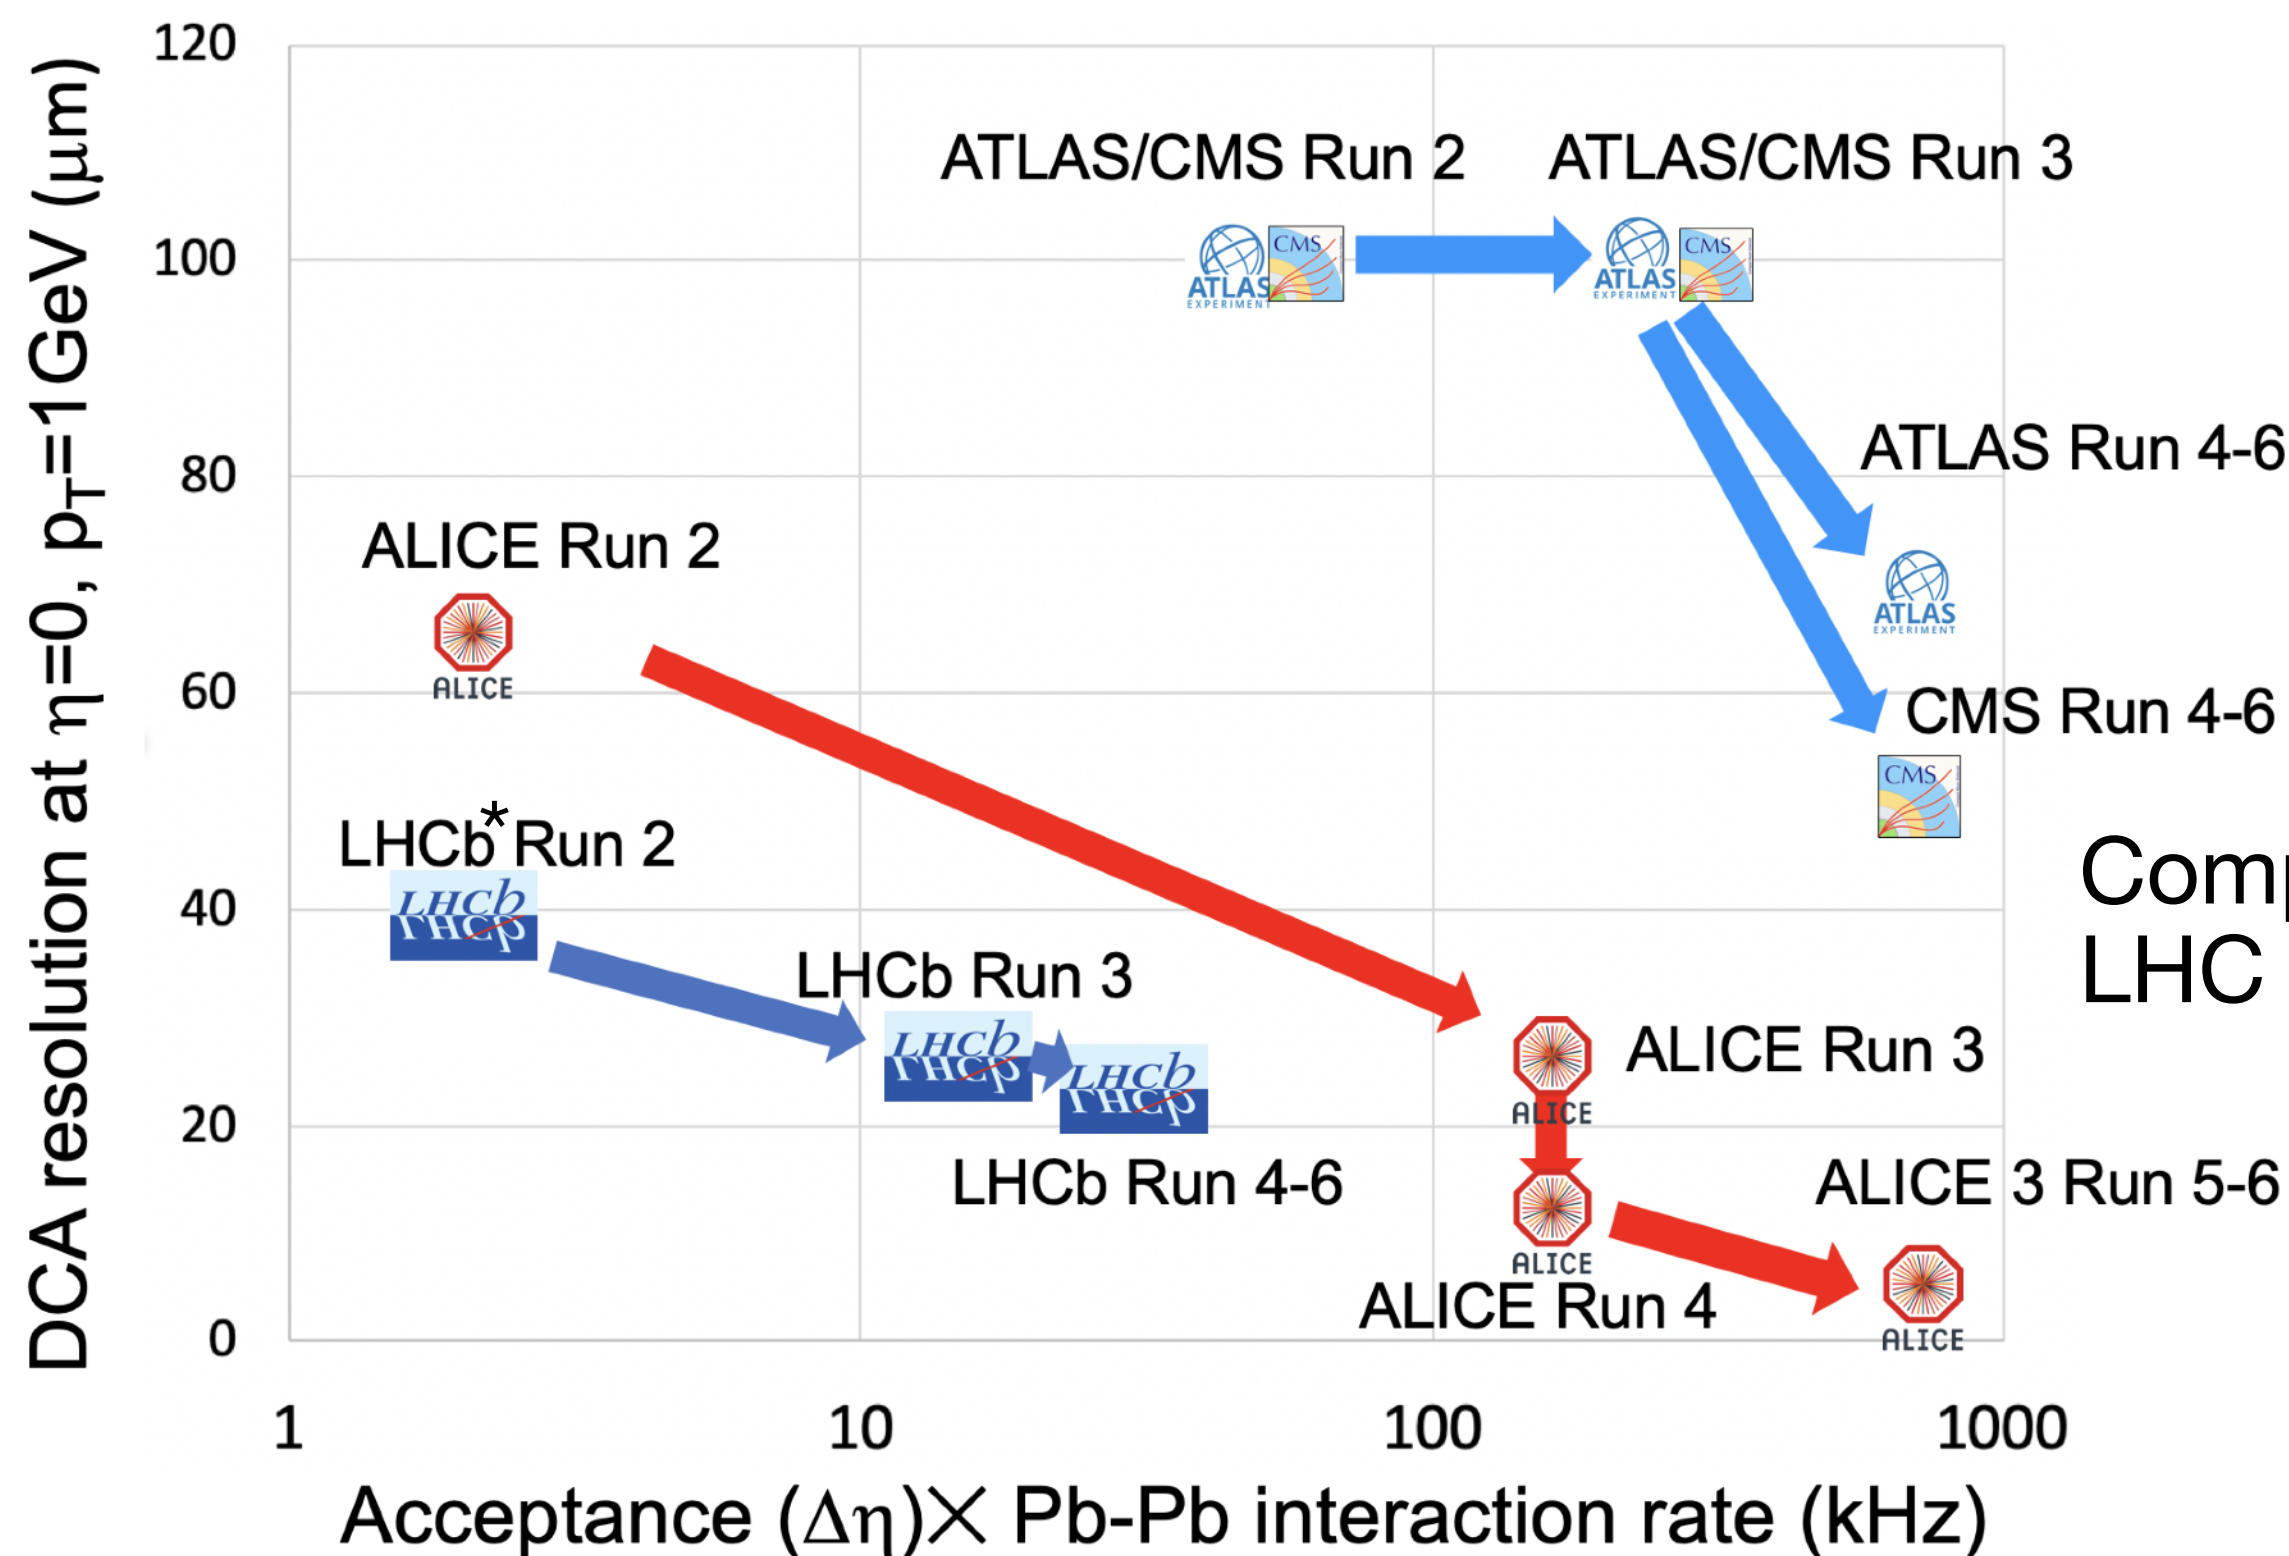 DCA resolution at η=0, pT=1GeV (μm)
120
100
80
60
40
20
0
ATLAS/CMS Run 2
ATLAS/CMS Run 3
ATLAS
EXPERIMENT
CMS
ATLAS
EXPERIMENT
CMS
ATLAS Run 4-6
ATLAS
EXPERIMENT
ALICE Run 2
ALICE
CMS Run 4-6
CMS
LHCb* Run 2
LHCb
LHCb Run 3
LHCb
LHCb
LHCb Run 4-6
ALICE Run 3
ALICE
ALICE
ALICE Run 4
ALICE 3 Run 5-6
ALICE
LHC
1
10
100
1000
Acceptance (Δη)× Pb-Pb interaction rate (kHz)